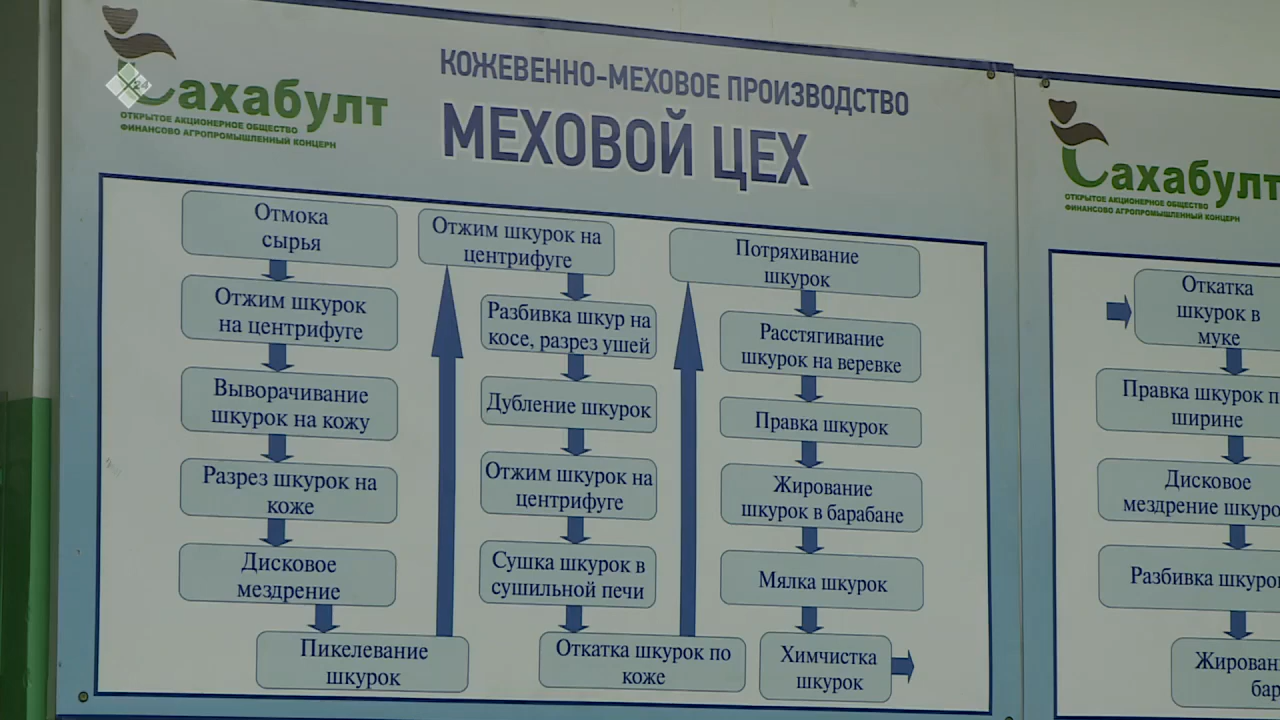 Сахабулт
ОТКРЫТОЕ АКЦИОНЕРНОЕ ОБЩЕСТВО
ФИНАНСОВО АГРОПРОМЫШЛЕННЫЙ КОНЦЕРН
КОЖЕВЕННО-МЕХОВОЕ ПРОИЗВОДСТВО
МЕХОВОЙ ЦЕХ
Отмока
сырья
Отжим шкурок
на центрифуге
Выворачивание
шкурок на кожу
Разрез шкурок на
коже
Дисковое
мездрение
Пикелевание
шкурок
Отжим шкурок на
центрифуге
Разбивка шкур на
косе, разрез ушей
Дубление шкурок
Отжим шкурок на
центрифуге
Сушка шкурок в
сушильной печи
Откатка шкурок по
коже
Потряхивание
шкурок
Расстягивание
шкурок на веревке
Правка шкурок
Жирование
шкурок в барабане
Мялка шкурок
Химчистка
шкурок
Сахабулт
ОТКРЫТОЕ АКЦИОНЕРНОЕ ОБЩЕСТВО
ФИНАНСОВО АГРОПРОМЫШЛЕННЫЙ КОНЦЕРН
Откатка
шкурок в
муке
Правка шкурок п
ширине
Дисковое
мездрение шкуро
Разбивка шкурок
Жирован
бар